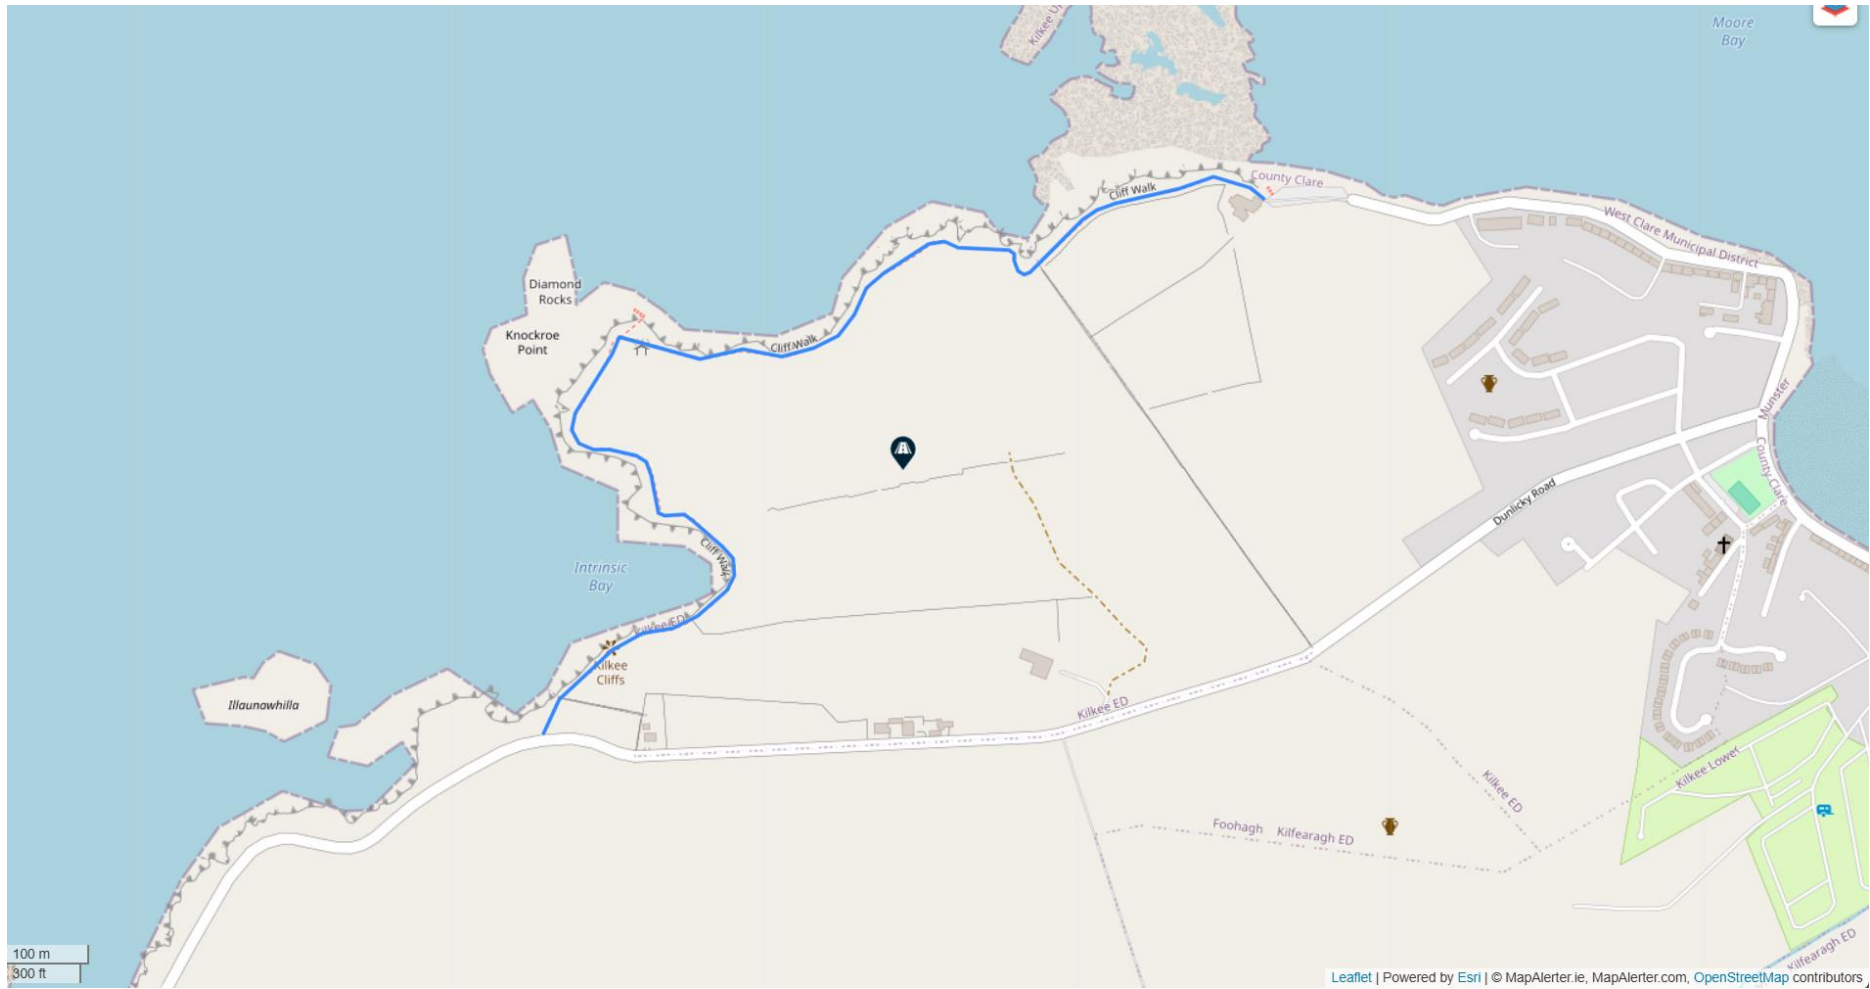 Moore
Bay
Kilkee
County Clare
Cliff Walk
West Clare Municipal District
Diamond
Rocks
Knockroe
Point
Cliff Walk
Munster
County Clare
Dunlicky Road
Cliff Walk
Intrinsic
Bay
Kilkee ED
Kilkee
Cliffs
Illaunawhilla
Kilkee ED
Kilkee Lower
Kilkee ED
Foohagh
Kilfearagh ED
Kilfearagh ED
100 m
300 ft
Leaflet | Powered by Esri | © MapAlerter.ie, MapAlerter.com, OpenStreetMap contributors